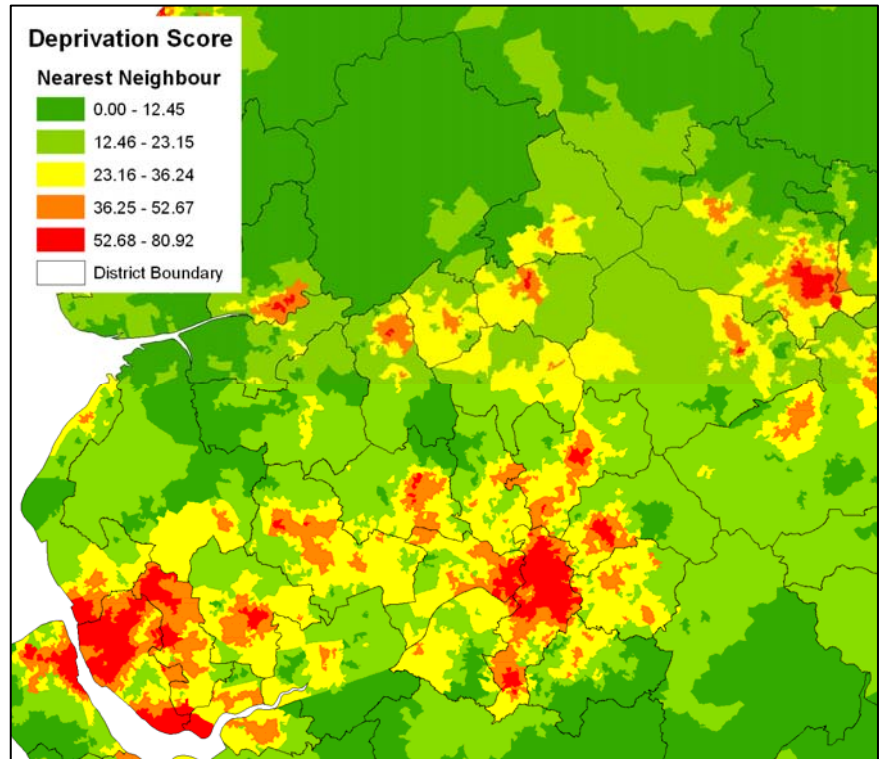 Deprivation Score
Nearest Neighbour
0.00 - 12.45
12.46 - 23.15
23.16 - 36.24
36.25 - 52.67
52.68 - 80.92
District Boundary